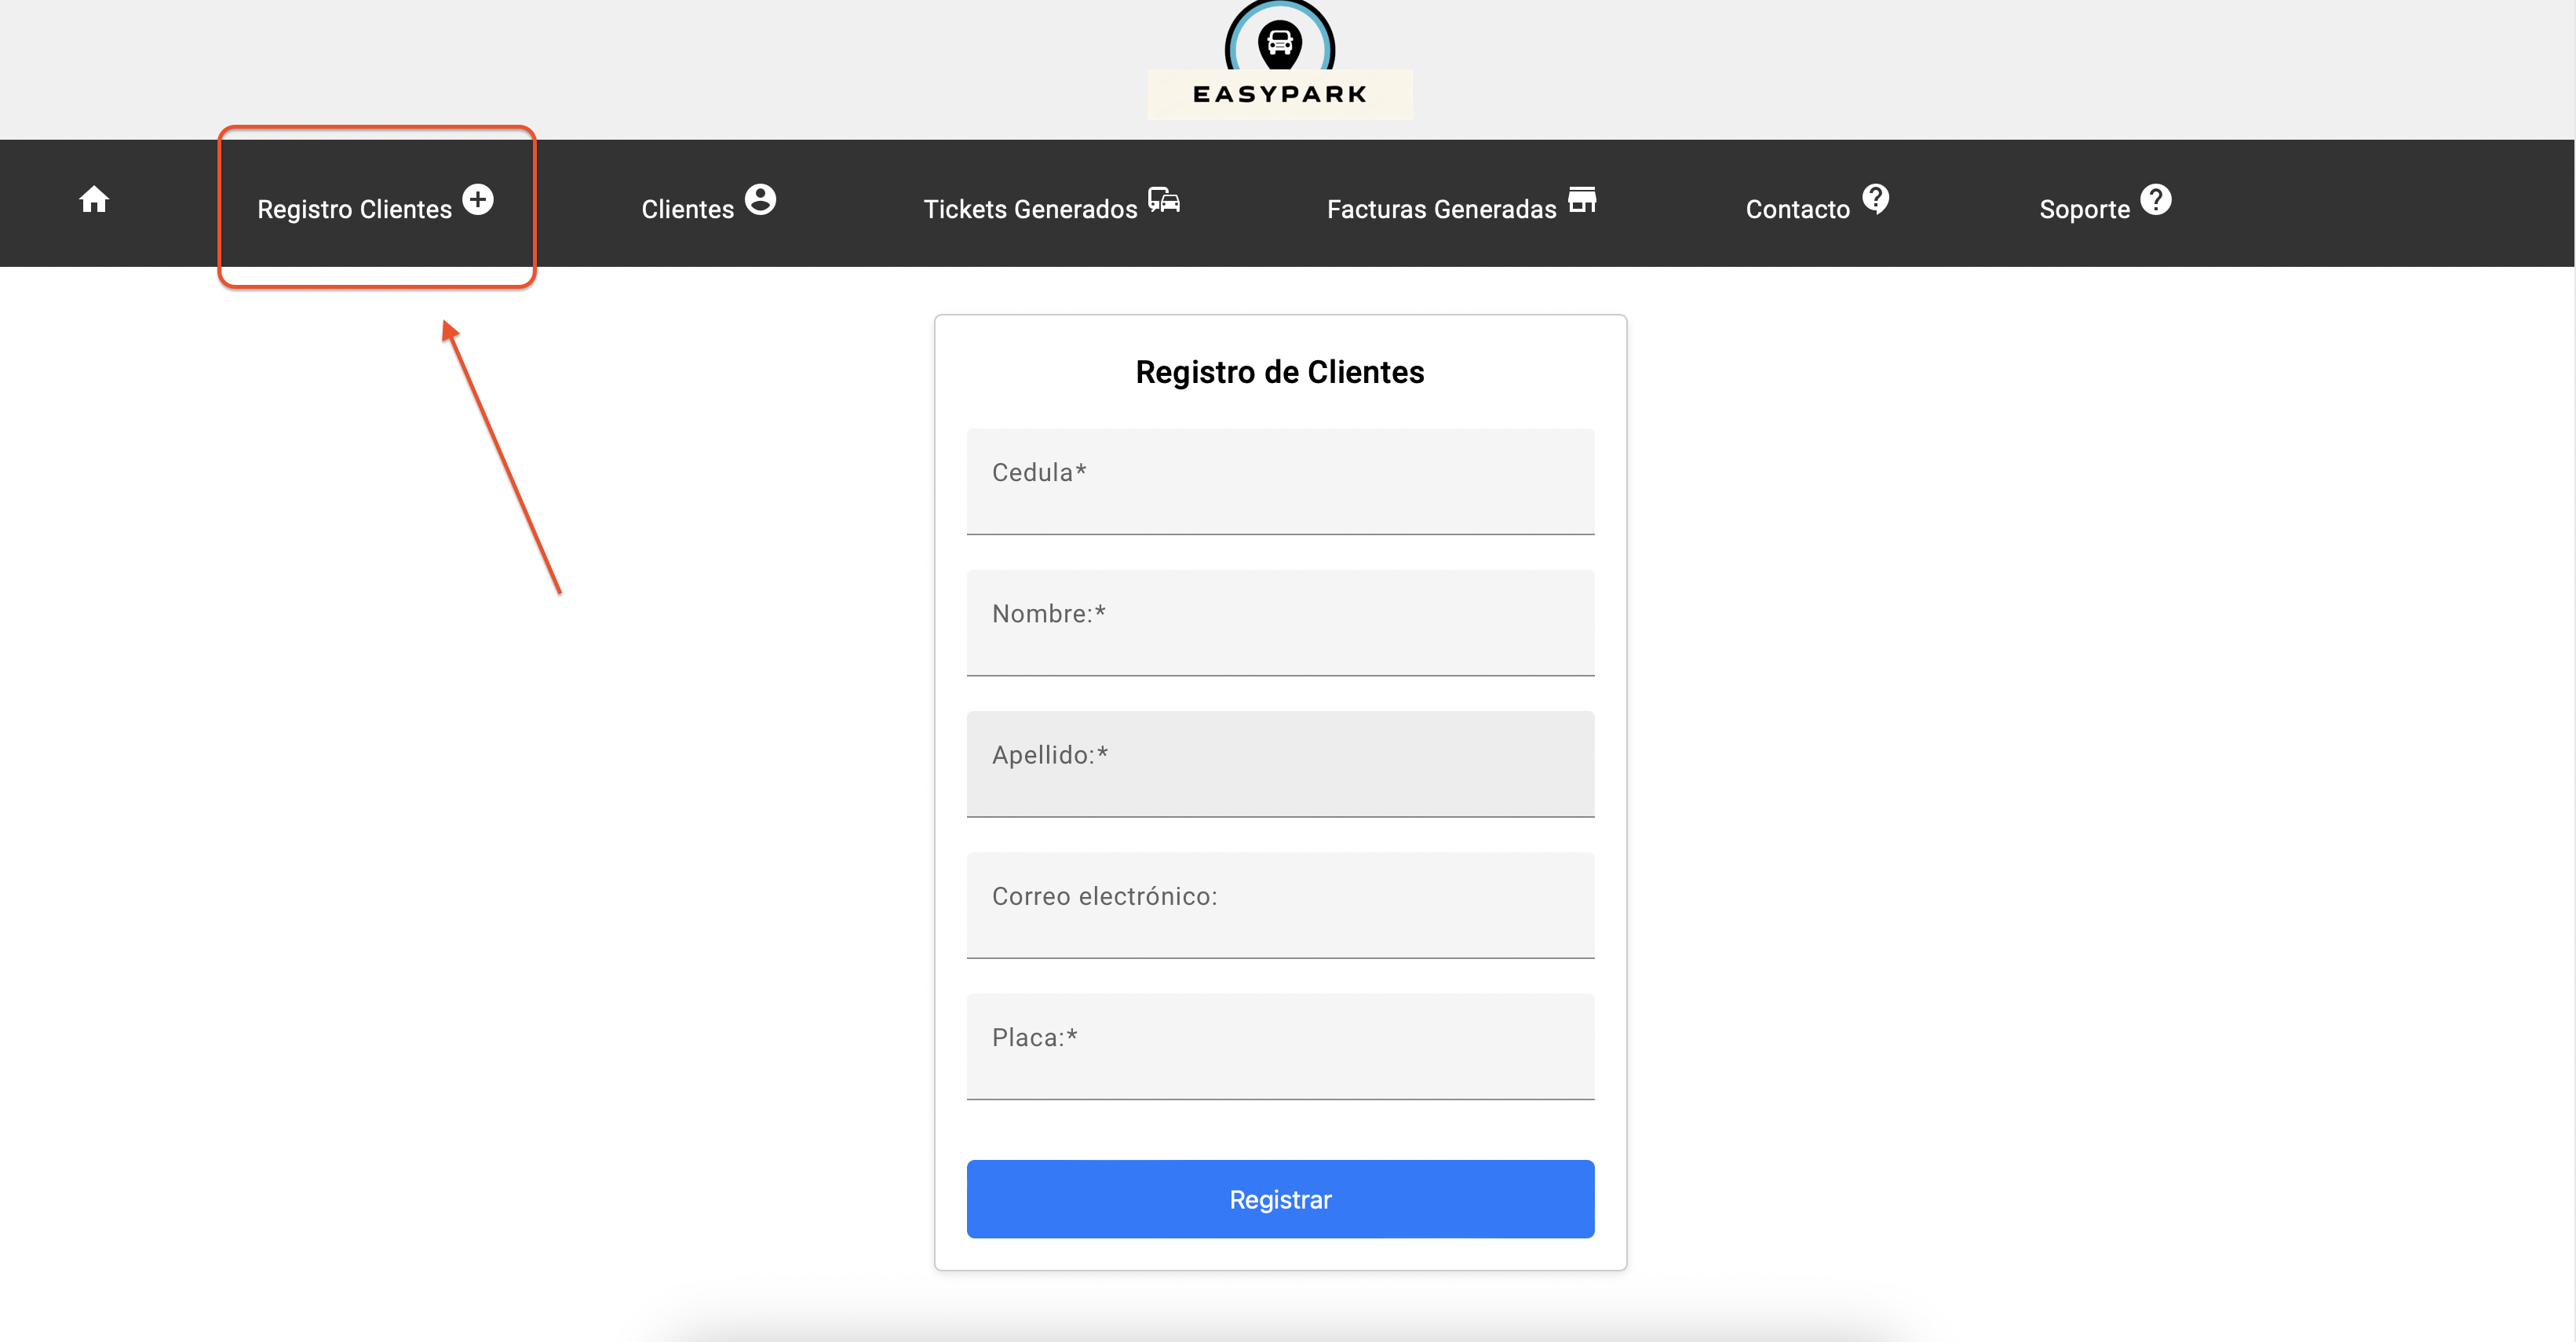 EASYPARK
Registro Clientes
Clientes
Tickets Generados
Facturas Generadas
Contacto
Soporte
Registro de Clientes
Cedula*
Nombre:*
Apellido:*
Correo electrónico:
Placa:*
Registrar